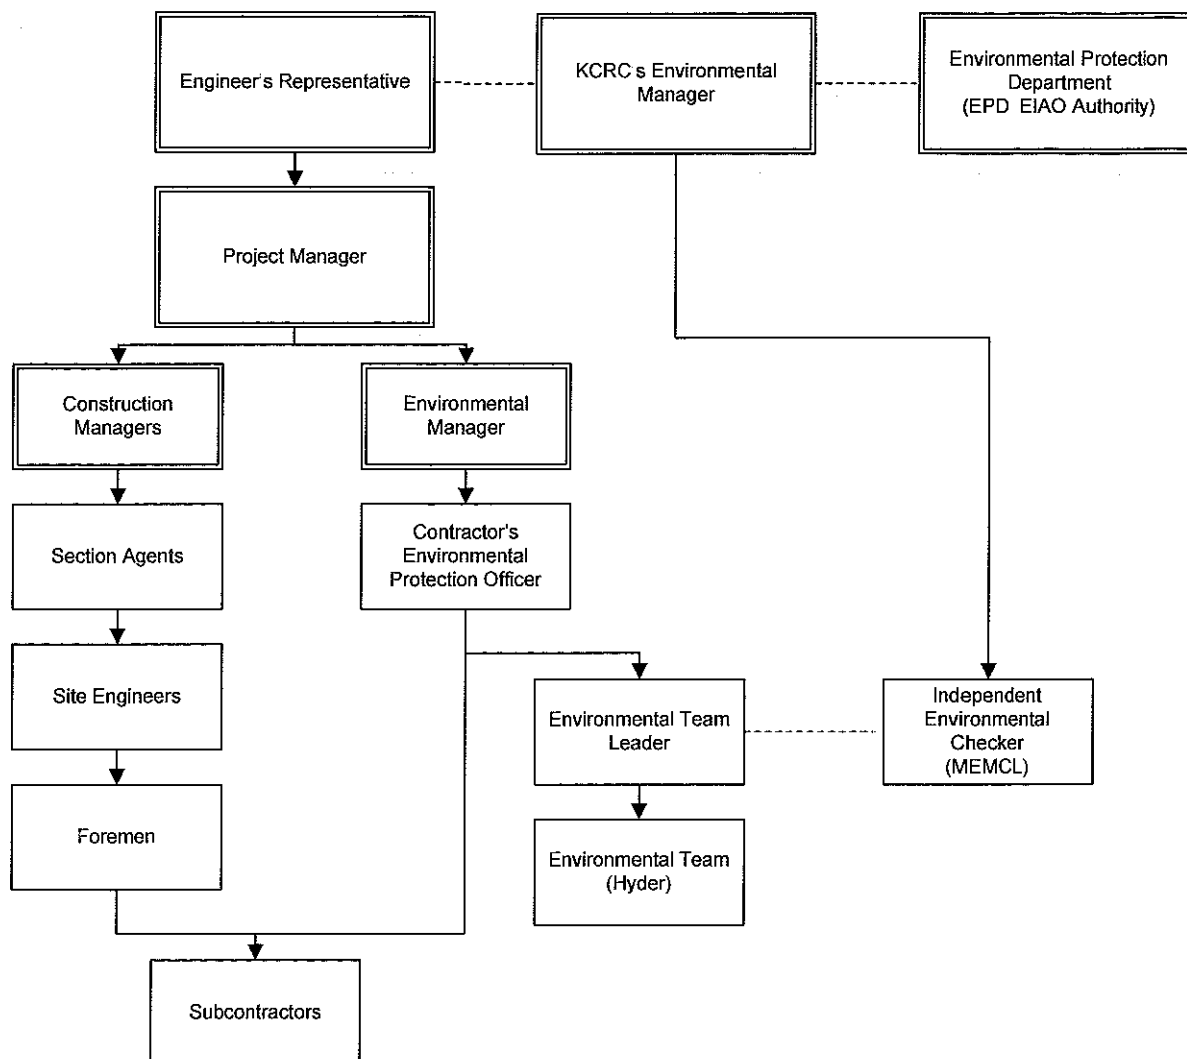 Engineer's Representative
KCRC's Environmental
Manager
Environmental Protection
Department
(EPD EIAO Authority)
Project Manager
Construction
Managers
Environmental
Manager
Section Agents
Contractor's
Environmental
Protection Officer
Site Engineers
Environmental Team
Leader
Independent
Environmental
Checker
(MEMCL)
Foremen
Environmental Team
(Hyder)
Subcontractors